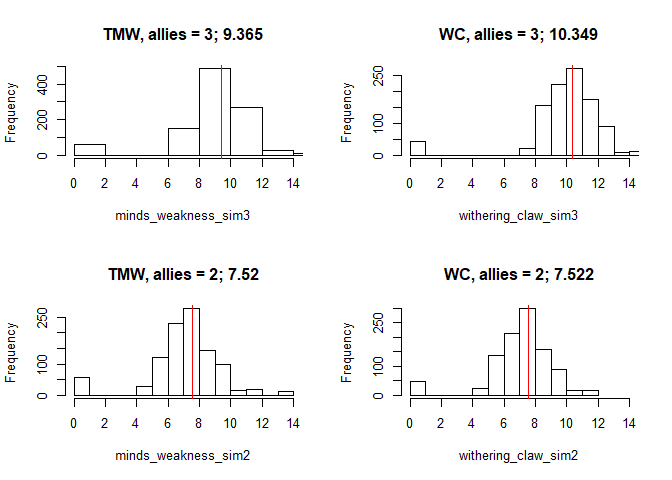 TMW, allies = 3; 9.365
Frequency
0 200 400
0 2 4 6 8 10 12 14
minds_weakness_sim3
WC, allies = 3; 10.349
Frequency
0 100 250
0 2 4 6 8 10 12 14
withering_claw_sim3
TMW, allies = 2; 7.52
Frequency
0 100 250
0 2 4 6 8 10 12 14
minds_weakness_sim2
WC, allies = 2; 7.522
Frequency
0 100 250
0 2 4 6 8 10 12 14
withering_claw_sim2